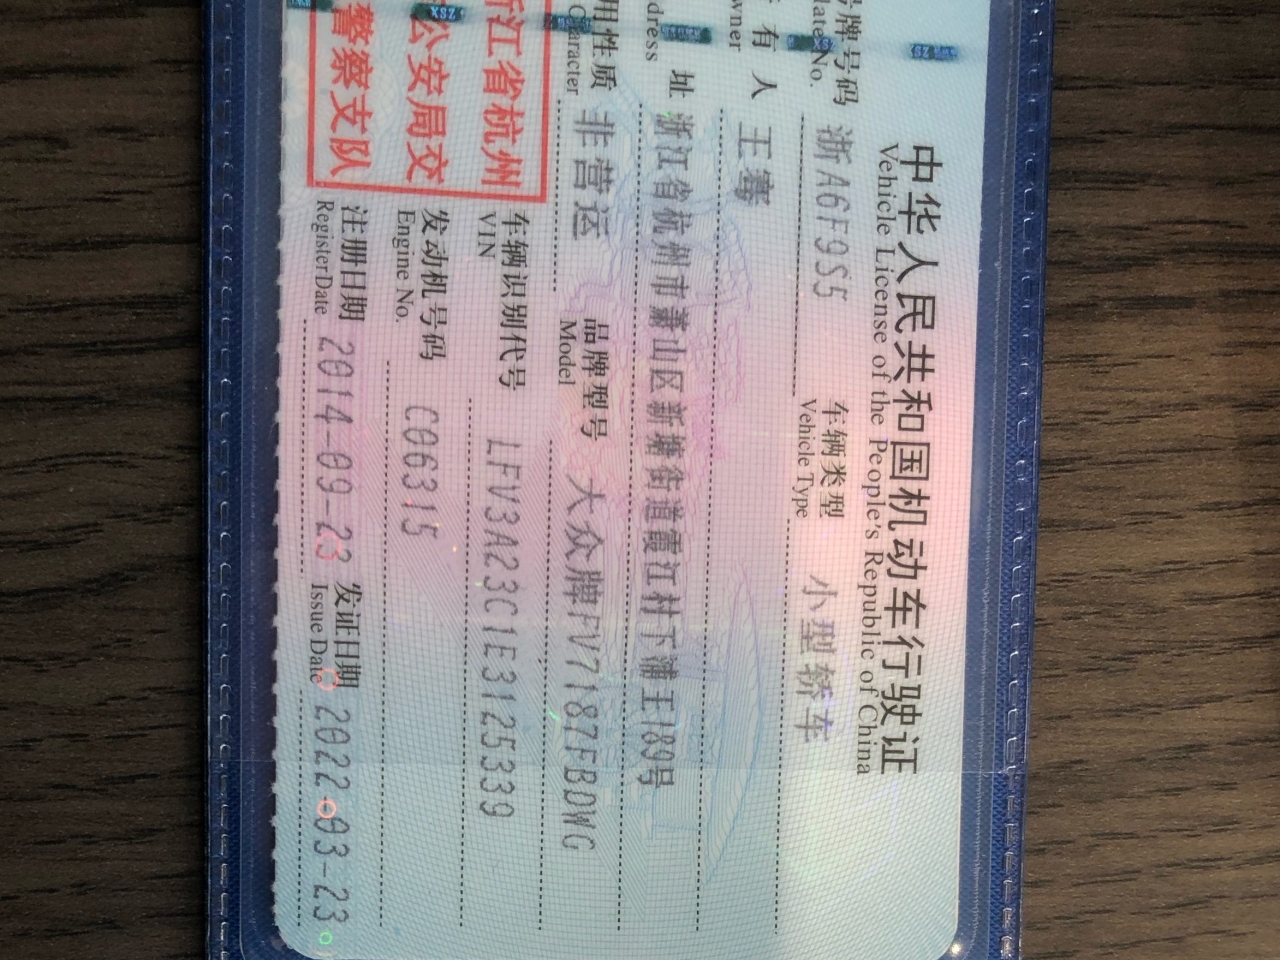 中华人民共和国机动车行驶证
Vehicle License of the People's Republic of China
号牌号码 浙A6F9S5 车辆类型 小型轿车
late No. Vehicle Type
有 人 王骞
wner
址 浙江省杭州市萧山区新塘街道霞江村下浦王189号
dress
用性质 非营运 品牌型号 大众牌FV7187FBDWG
Character Model
浙江省杭州
公安局交
警察支队
车辆识别代号 LFV3A23C1E3125339
VIN
发动机号码 C06315
Engine No.
注册日期 2014-09-23 发证日期 2022-03-23
Register Date Issue Date